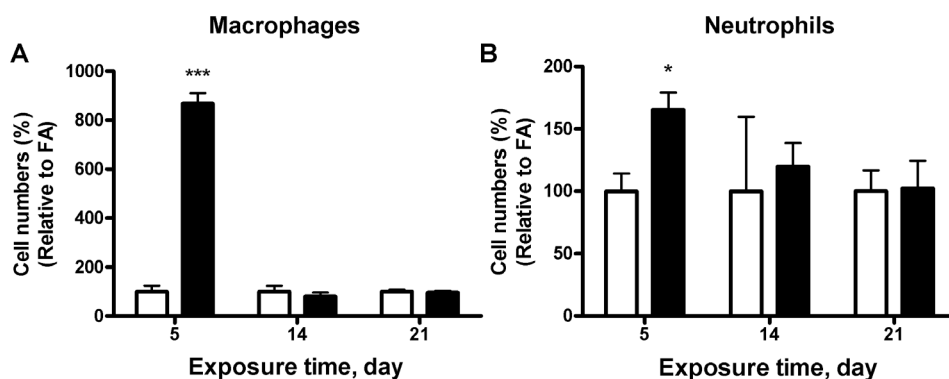 Macrophages
A
Cell numbers (%)
(Relative to FA)
1000
800
600
400
200
0
***
5
14
21
Exposure time, day
Neutrophils
B
Cell numbers (%)
(Relative to FA)
200
150
100
50
0
*
5
14
21
Exposure time, day